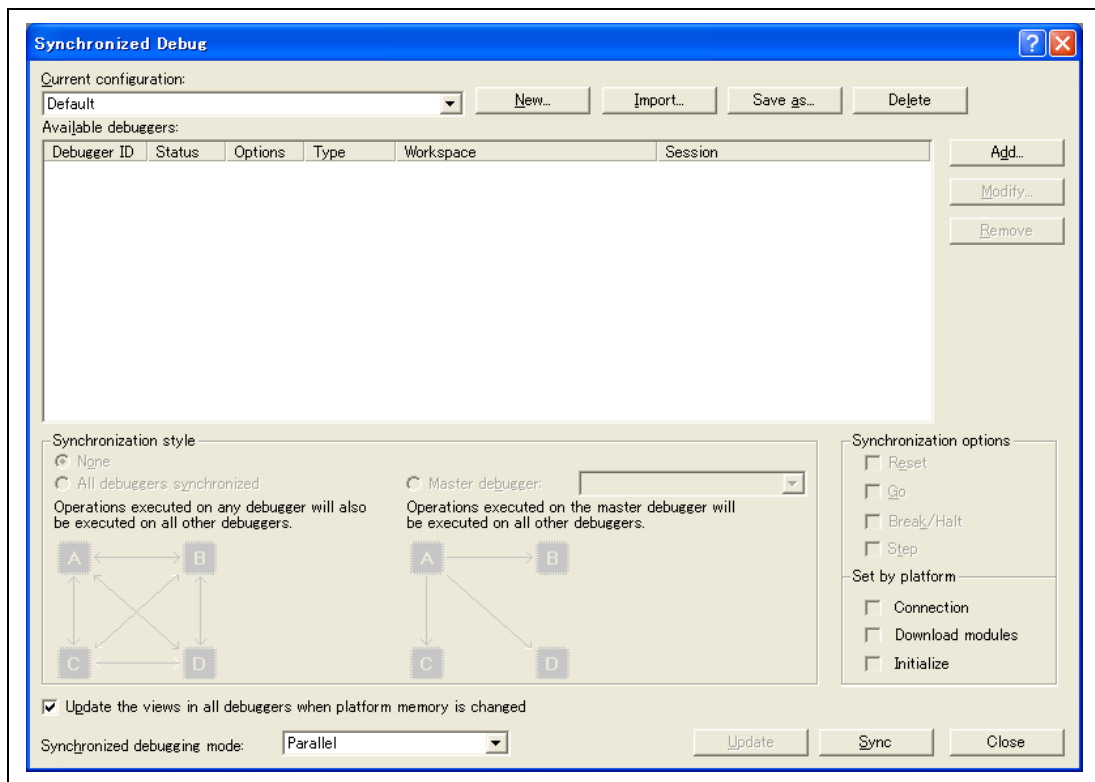 Synchronized Debug
Current configuration:
Default
New...
Import...
Save as...
Delete
Available debuggers:
Debugger ID Status Options Type Workspace Session
Add...
Modify...
Remove
Synchronization style
None
All debuggers synchronized
Operations executed on any debugger will also
be executed on all other debuggers.
A B
C D
Master debugger:
Operations executed on the master debugger will
be executed on all other debuggers.
A B
C D
Synchronization options
Reset
Go
Break/Halt
Step
Set by platform
Connection
Download modules
Initialize
Update the views in all debuggers when platform memory is changed
Synchronized debugging mode: Parallel
Update
Sync
Close